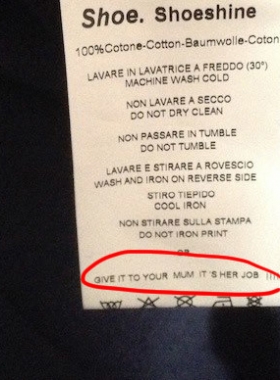 Shoe. Shoeshine
100%Cotone-Cotton-Baumwolle-Coton
LAVARE IN LAVATRICE A FREDDO (30°)
MACHINE WASH COLD
NON LAVARE A SECCO
DO NOT DRY CLEAN
NON PASSARE IN TUMBLE
DO NOT TUMBLE
LAVARE E STIRARE A ROVESCIO
WASH AND IRON ON REVERSE SIDE
STIRO TIEPIDO
COOL IRON
NON STIRARE SULLA STAMPA
DO NOT IRON PRINT
OR
GIVE IT TO YOUR MUM IT'S HER JOB !!!!